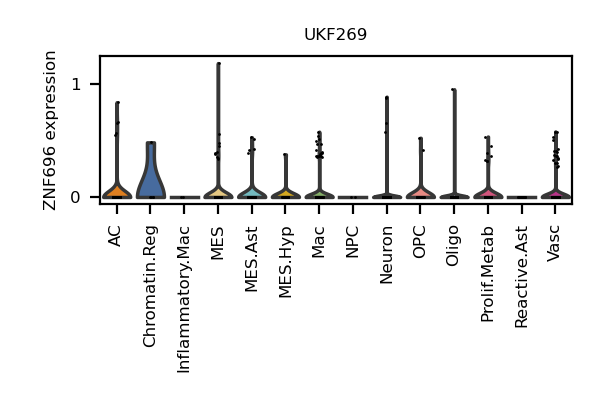 UKF269
ZNF696 expression
1
0
AC
Chromatin.Reg
Inflammatory.Mac
MES
MES.Ast
MES.Hyp
Mac
NPC
Neuron
OPC
Oligo
Prolif.Metab
Reactive.Ast
Vasc